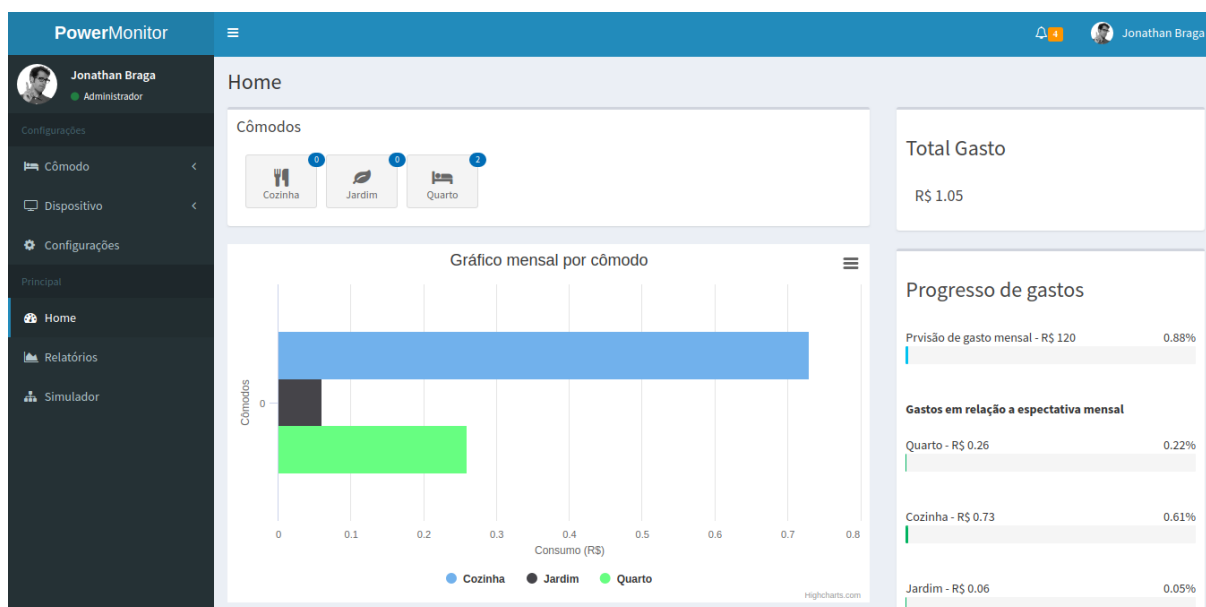 PowerMonitor
4
Jonathan Braga
Jonathan Braga
Administrador
Configurações
Cômodo
Dispositivo
Configurações
Principal
Home
Relatórios
Simulador
Home
Cômodos
0
Cozinha
0
Jardim
2
Quarto
Gráfico mensal por cômodo
Cômodos
0
0 0.1 0.2 0.3 0.4 0.5 0.6 0.7 0.8
Consumo (R$)
Cozinha Jardim Quarto
Highcharts.com
Total Gasto
R$ 1.05
Progresso de gastos
Prvisão de gasto mensal - R$ 120 0.88%
Gastos em relação a espectativa mensal
Quarto - R$ 0.26 0.22%
Cozinha - R$ 0.73 0.61%
Jardim - R$ 0.06 0.05%